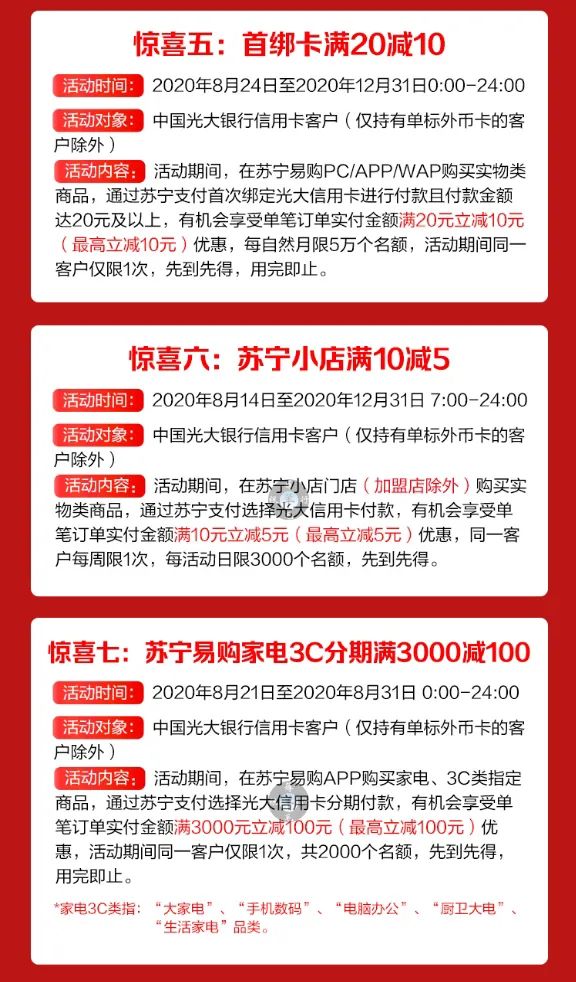 惊喜五：首绑卡满20减10
活动时间： 2020年8月24日至2020年12月31日0:00-24:00
活动对象： 中国光大银行信用卡客户（仅持有单标外币卡的客
户除外）
活动内容： 活动期间，在苏宁易购PC/APP/WAP购买实物类
商品，通过苏宁支付首次绑定光大信用卡进行付款且付款金额
达20元及以上，有机会享受单笔订单实付金额满20元立减10元
（最高立减10元）优惠，每自然月限5万个名额，活动期间同一
客户仅限1次，先到先得，用完即止。
惊喜六：苏宁小店满10减5
活动时间： 2020年8月14日至2020年12月31日 7:00-24:00
活动对象： 中国光大银行信用卡客户（仅持有单标外币卡的客
户除外）
活动内容： 活动期间，在苏宁小店门店（加盟店除外）购买实
物类商品，通过苏宁支付选择光大信用卡付款，有机会享受单
笔订单实付金额满10元立减5元（最高立减5元）优惠，同一客
户每周限1次，每活动日限3000个名额，先到先得。
惊喜七：苏宁易购家电3C分期满3000减100
活动时间： 2020年8月21日至2020年8月31日 0:00-24:00
活动对象： 中国光大银行信用卡客户（仅持有单标外币卡的客
户除外）
活动内容： 活动期间，在苏宁易购APP购买家电、3C类指定
商品，通过苏宁支付选择光大信用卡分期付款，有机会享受单
笔订单实付金额满3000元立减100元（最高立减100元）优
惠，活动期间同一客户仅限1次，共2000个名额，先到先得，
用完即止。
*家电3C类指：“大家电”、“手机数码”、“电脑办公”、“厨卫大电”、
“生活家电”品类。